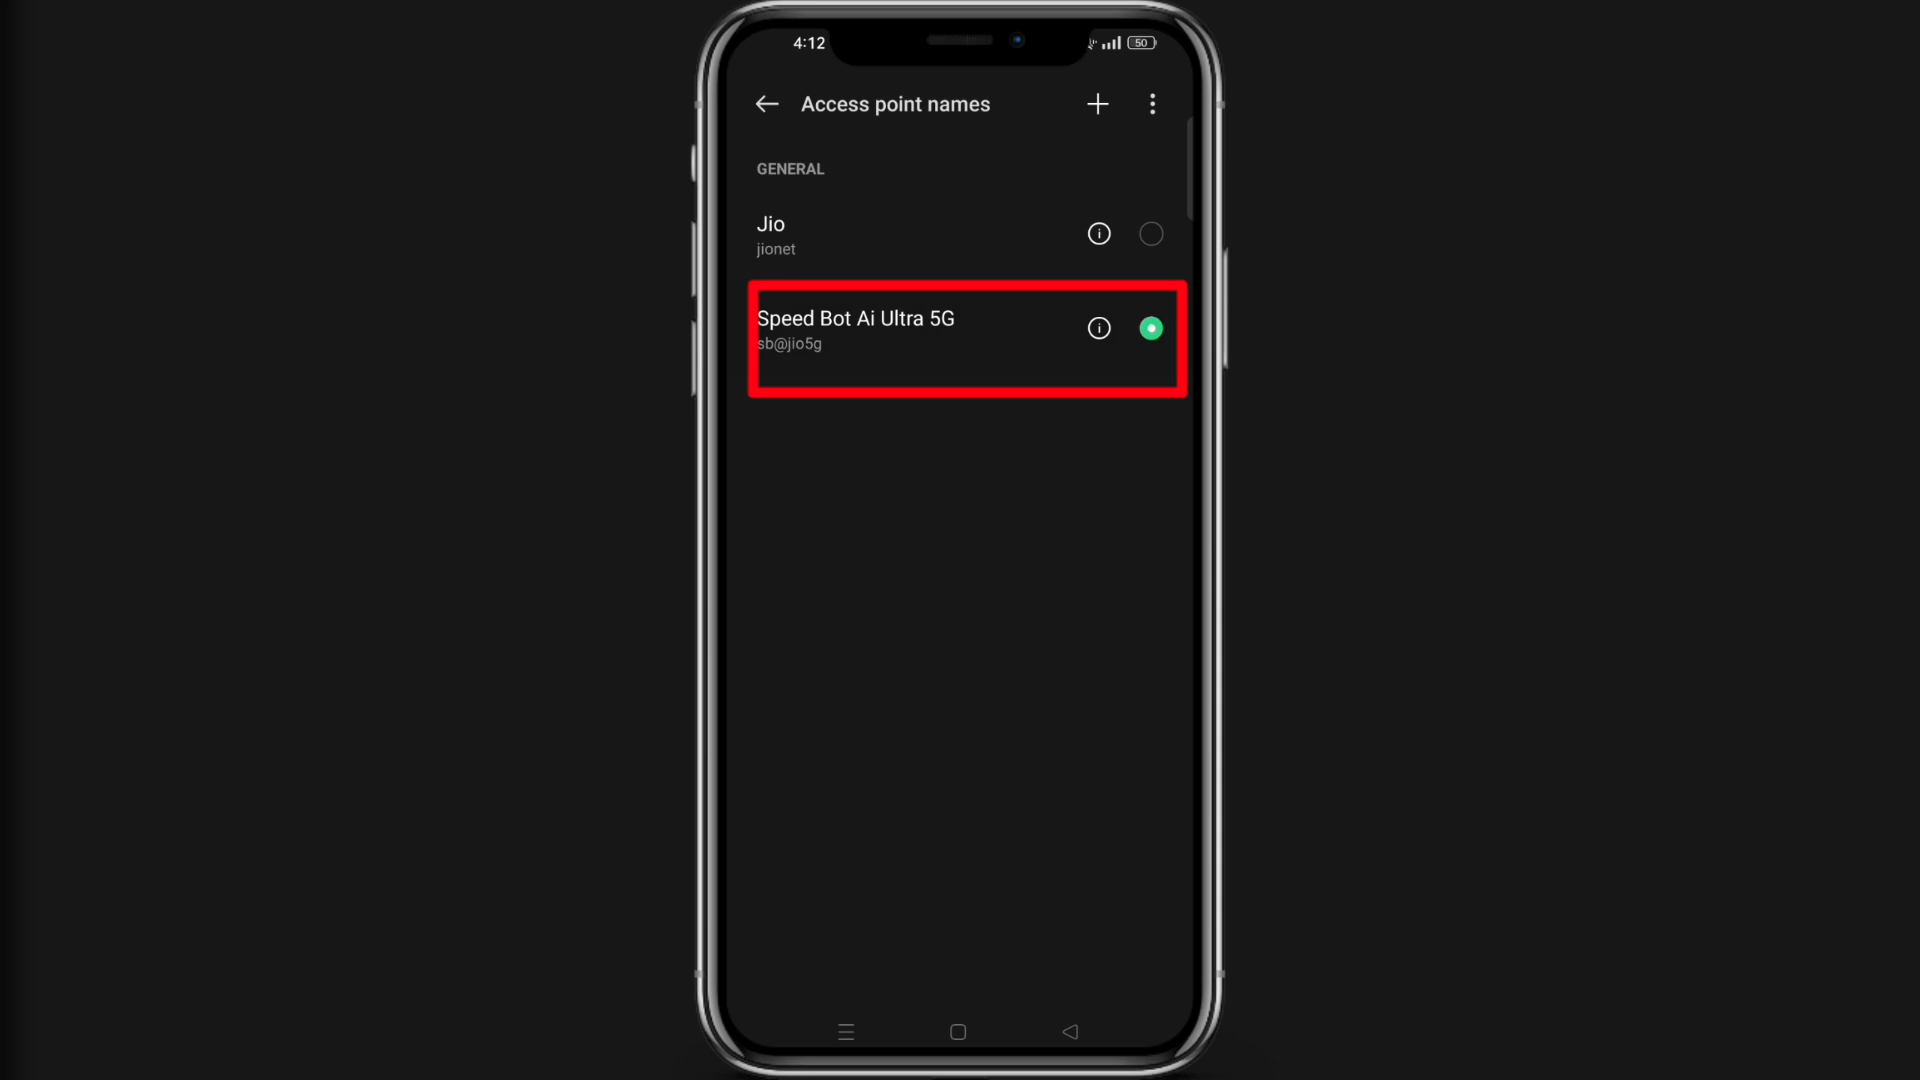 4:12
50
Access point names
GENERAL
Jio
jionet
Speed Bot Ai Ultra 5G
sb@jio5g